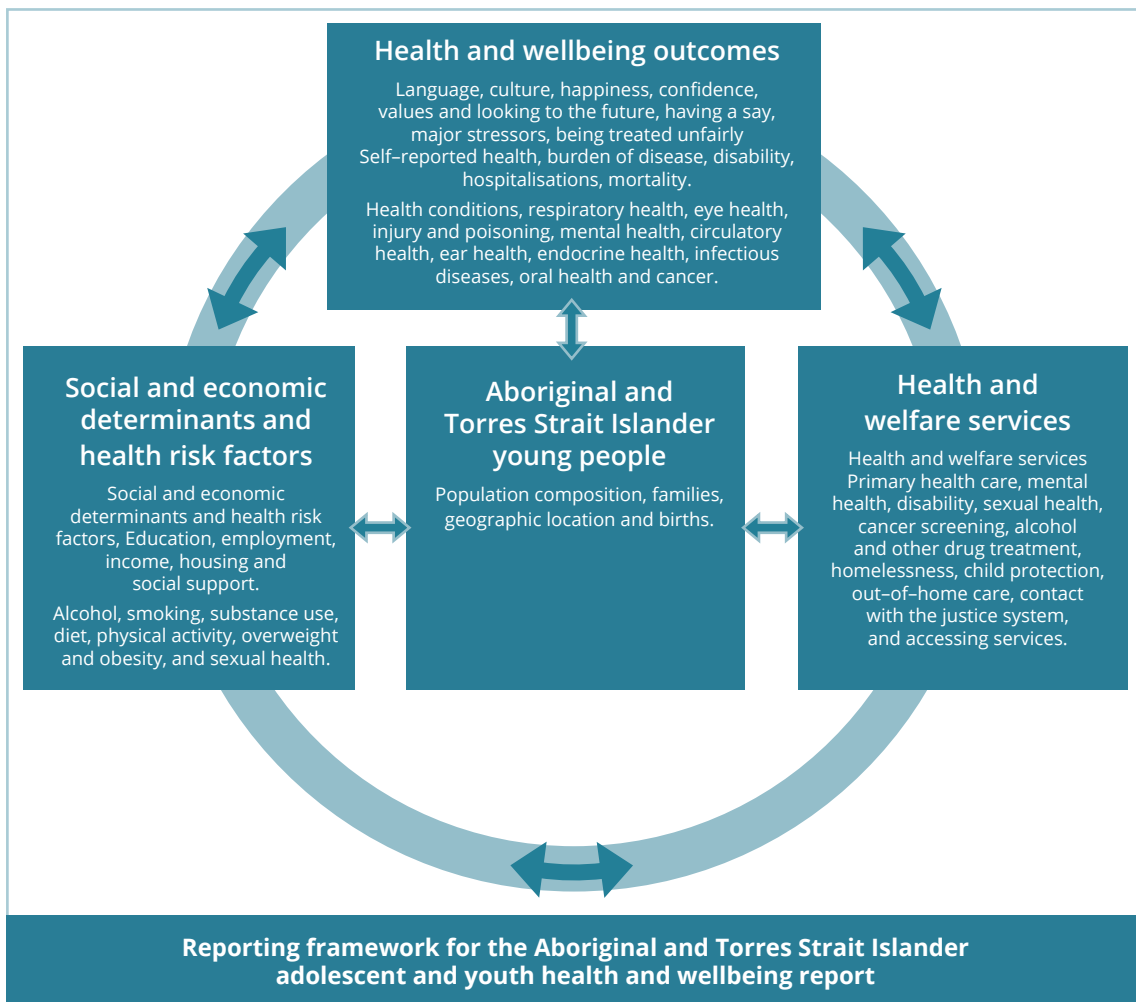 Health and wellbeing outcomes
Language, culture, happiness, confidence,
values and looking to the future, having a say,
major stressors, being treated unfairly
Self–reported health, burden of disease, disability,
hospitalisations, mortality.
Health conditions, respiratory health, eye health,
injury and poisoning, mental health, circulatory
health, ear health, endocrine health, infectious
diseases, oral health and cancer.
Social and economic
determinants and
health risk factors
Social and economic
determinants and health risk
factors, Education, employment,
income, housing and
social support.
Alcohol, smoking, substance use,
diet, physical activity, overweight
and obesity, and sexual health.
Aboriginal and
Torres Strait Islander
young people
Population composition, families,
geographic location and births.
Health and
welfare services
Health and welfare services
Primary health care, mental
health, disability, sexual health,
cancer screening, alcohol
and other drug treatment,
homelessness, child protection,
out–of–home care, contact
with the justice system,
and accessing services.
Reporting framework for the Aboriginal and Torres Strait Islander
adolescent and youth health and wellbeing report